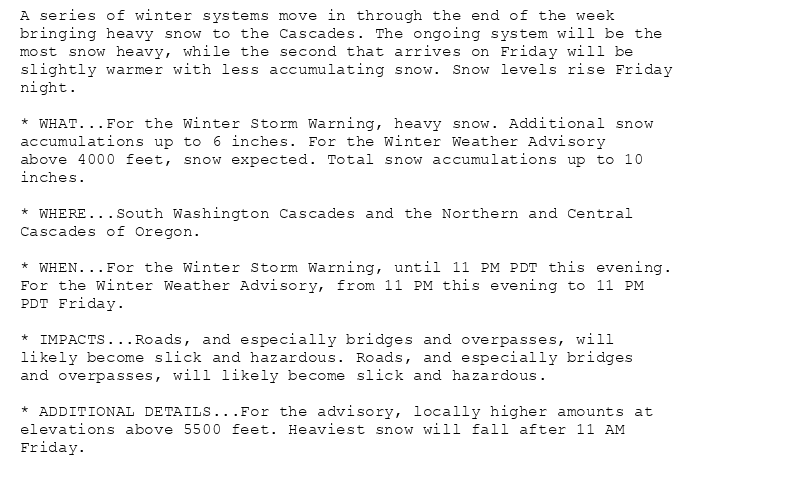 A series of winter systems move in through the end of the week
bringing heavy snow to the Cascades. The ongoing system will be the
most snow heavy, while the second that arrives on Friday will be
slightly warmer with less accumulating snow. Snow levels rise Friday
night.

* WHAT...For the Winter Storm Warning, heavy snow. Additional snow
accumulations up to 6 inches. For the Winter Weather Advisory
above 4000 feet, snow expected. Total snow accumulations up to 10
inches.

* WHERE...South Washington Cascades and the Northern and Central
Cascades of Oregon.

* WHEN...For the Winter Storm Warning, until 11 PM PDT this evening.
For the Winter Weather Advisory, from 11 PM this evening to 11 PM
PDT Friday.

* IMPACTS...Roads, and especially bridges and overpasses, will
likely become slick and hazardous. Roads, and especially bridges
and overpasses, will likely become slick and hazardous.

* ADDITIONAL DETAILS...For the advisory, locally higher amounts at
elevations above 5500 feet. Heaviest snow will fall after 11 AM
Friday.